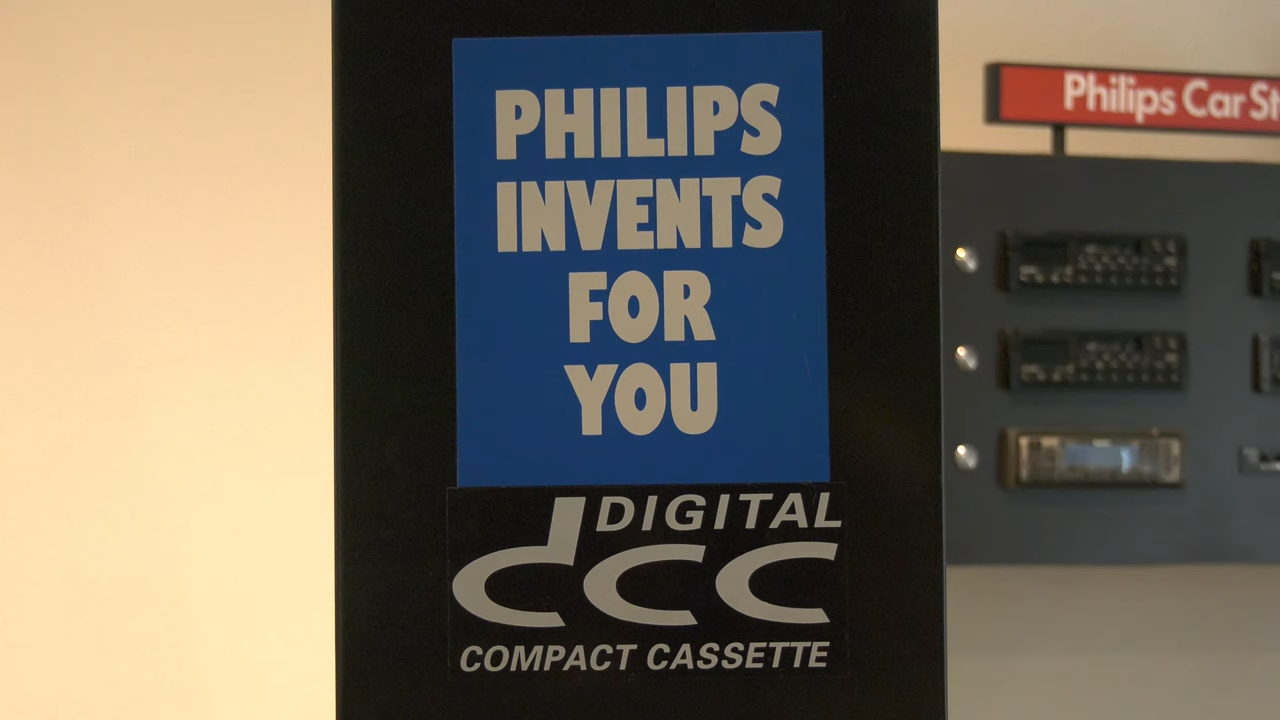 PHILIPS
INVENTS
FOR
YOU
DIGITAL
dcc
COMPACT CASSETTE
Philips Car St